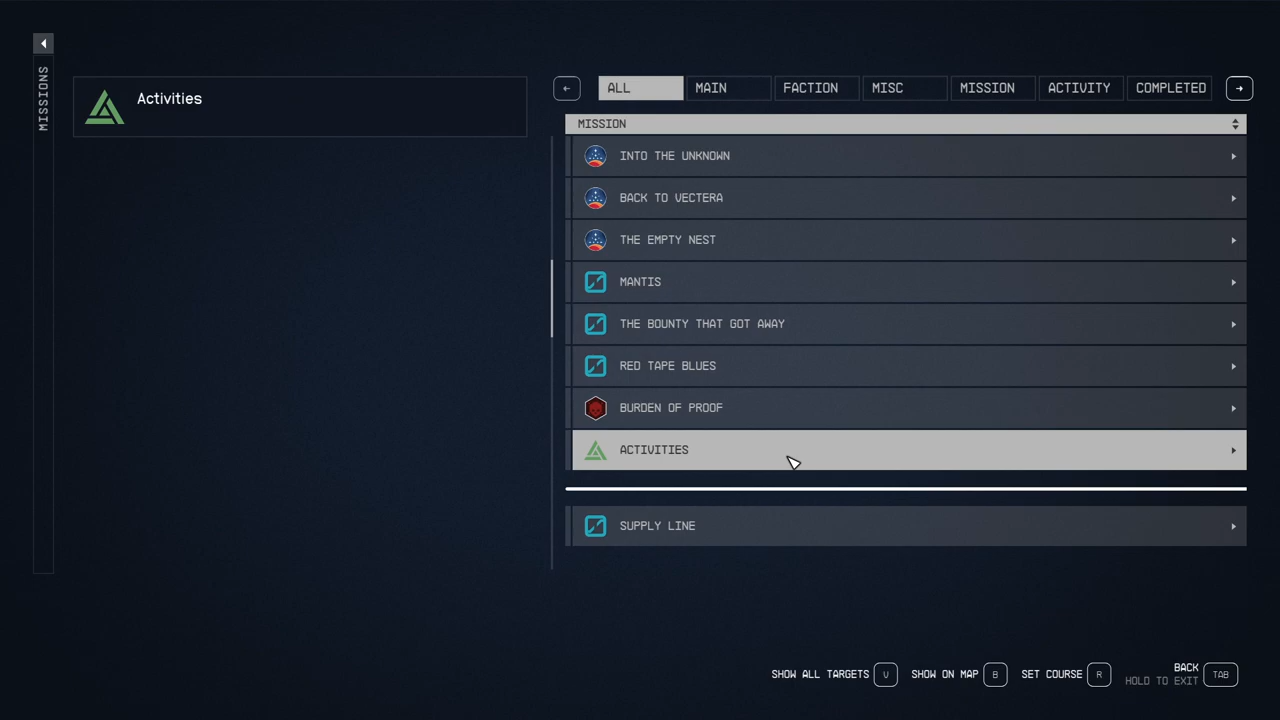 MISSIONS
Activities
ALL
MAIN
FACTION
MISC
MISSION
ACTIVITY
COMPLETED
MISSION
INTO THE UNKNOWN
BACK TO VECTERA
THE EMPTY NEST
MANTIS
THE BOUNTY THAT GOT AWAY
RED TAPE BLUES
BURDEN OF PROOF
ACTIVITIES
SUPPLY LINE
SHOW ALL TARGETS V
SHOW ON MAP B
SET COURSE R
BACK
HOLD TO EXIT
TAB